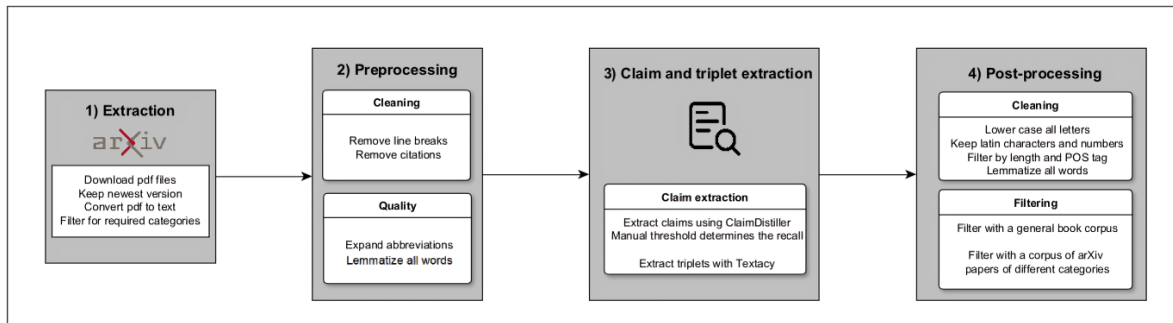 1) Extraction
arXiv
Download pdf files
Keep newest version
Convert pdf to text
Filter for required categories
2) Preprocessing
Cleaning
Remove line breaks
Remove citations
Quality
Expand abbreviations
Lemmatize all words
3) Claim and triplet extraction
Claim extraction
Extract claims using ClaimDistiller
Manual threshold determines the recall
Extract triplets with Textacy
4) Post-processing
Cleaning
Lower case all letters
Keep latin characters and numbers
Filter by length and POS tag
Lemmatize all words
Filtering
Filter with a general book corpus
Filter with a corpus of arXiv
papers of different categories